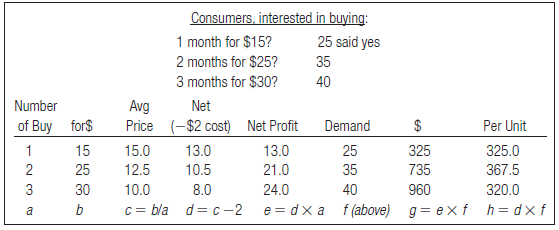 Consumers, interested in buying:
1 month for $15? 25 said yes
2 months for $25? 35
3 months for $30? 40
Number Avg Net
of Buy for$ Price (–$2 cost) Net Profit Demand $ Per Unit
1 15 15.0 13.0 13.0 25 325 325.0
2 25 12.5 10.5 21.0 35 735 367.5
3 30 10.0 8.0 24.0 40 960 320.0
a b c = b/a d = c – 2 e = d × a f (above) g = e × f h = d × f